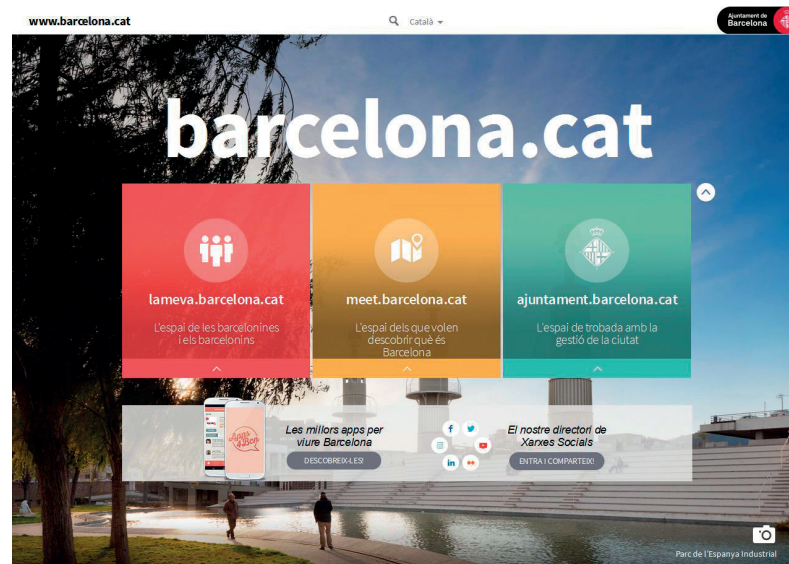 www.barcelona.cat
Català
Ajuntament de
Barcelona
barcelona.cat
lameva.barcelona.cat
L'espai de les barcelonines
i els barcelonins
meet.barcelona.cat
L'espai dels que volen
descobrir què és
Barcelona
ajuntament.barcelona.cat
L'espai de trobada amb la
gestió de la ciutat
Apps
&Bcn
Les millors apps per
viure Barcelona
DESCOBREIX-LES!
El nostre directori de
Xarxes Socials
ENTRA I COMPARTEIX!
Parc de l'Espanya Industrial